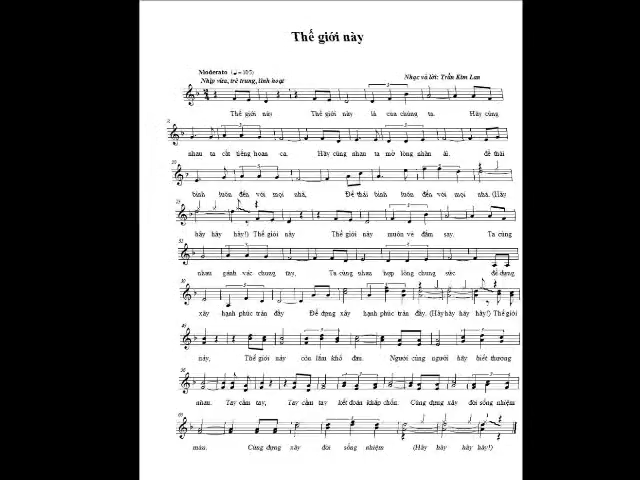 Thế giới này
Moderato (♩=105)
Nhịp vừa, trẻ trung, linh hoạt
Nhạc và lời: Trần Kim Lan
Thế giới này Thế giới này là của chúng ta. Hãy cùng
nhau ta cất tiếng hoan ca. Hãy cùng nhau ta mở lòng nhân ái. để thái
bình luôn đến với mọi nhà, Để thái bình luôn đến với mọi nhà. (Hãy
hãy hãy hãy!) Thế giới này Thế giới này muôn vẻ đắm say. Ta cùng
nhau gánh vác chung tay, Ta cùng nhau hợp lòng chung sức để dựng
xây hạnh phúc tràn đầy Để dựng xây hạnh phúc tràn đầy. (Hãy hãy hãy hãy!) Thế giới
này, Thế giới này còn lắm khổ đau. Người cùng người hãy biết thương
nhau. Tay cầm tay, Tay cầm tay kết đoàn khắp chốn. Cùng dựng xây đời sống nhiệm
màu. Cùng dựng xây đời sống nhiệm (Hãy hãy hãy hãy!)